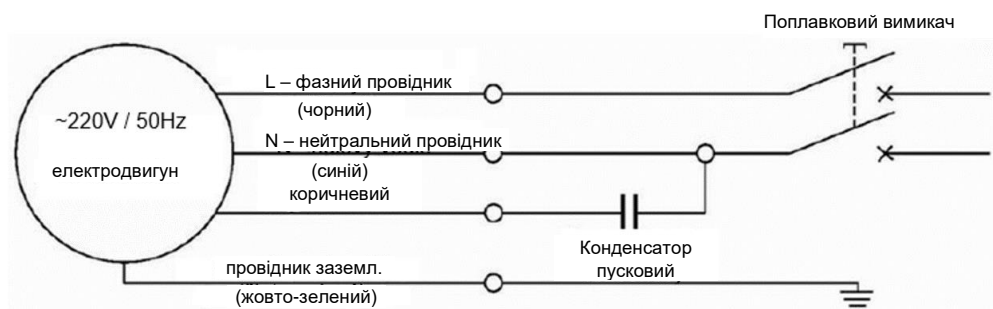 Поплавковий вимикач
L – фазний провідник
(чорний)
~220V / 50Hz
N – нейтральний провідник
електродвигун
(синій)
коричневий
Конденсатор
пусковий
провідник заземл.
(жовто-зелений)